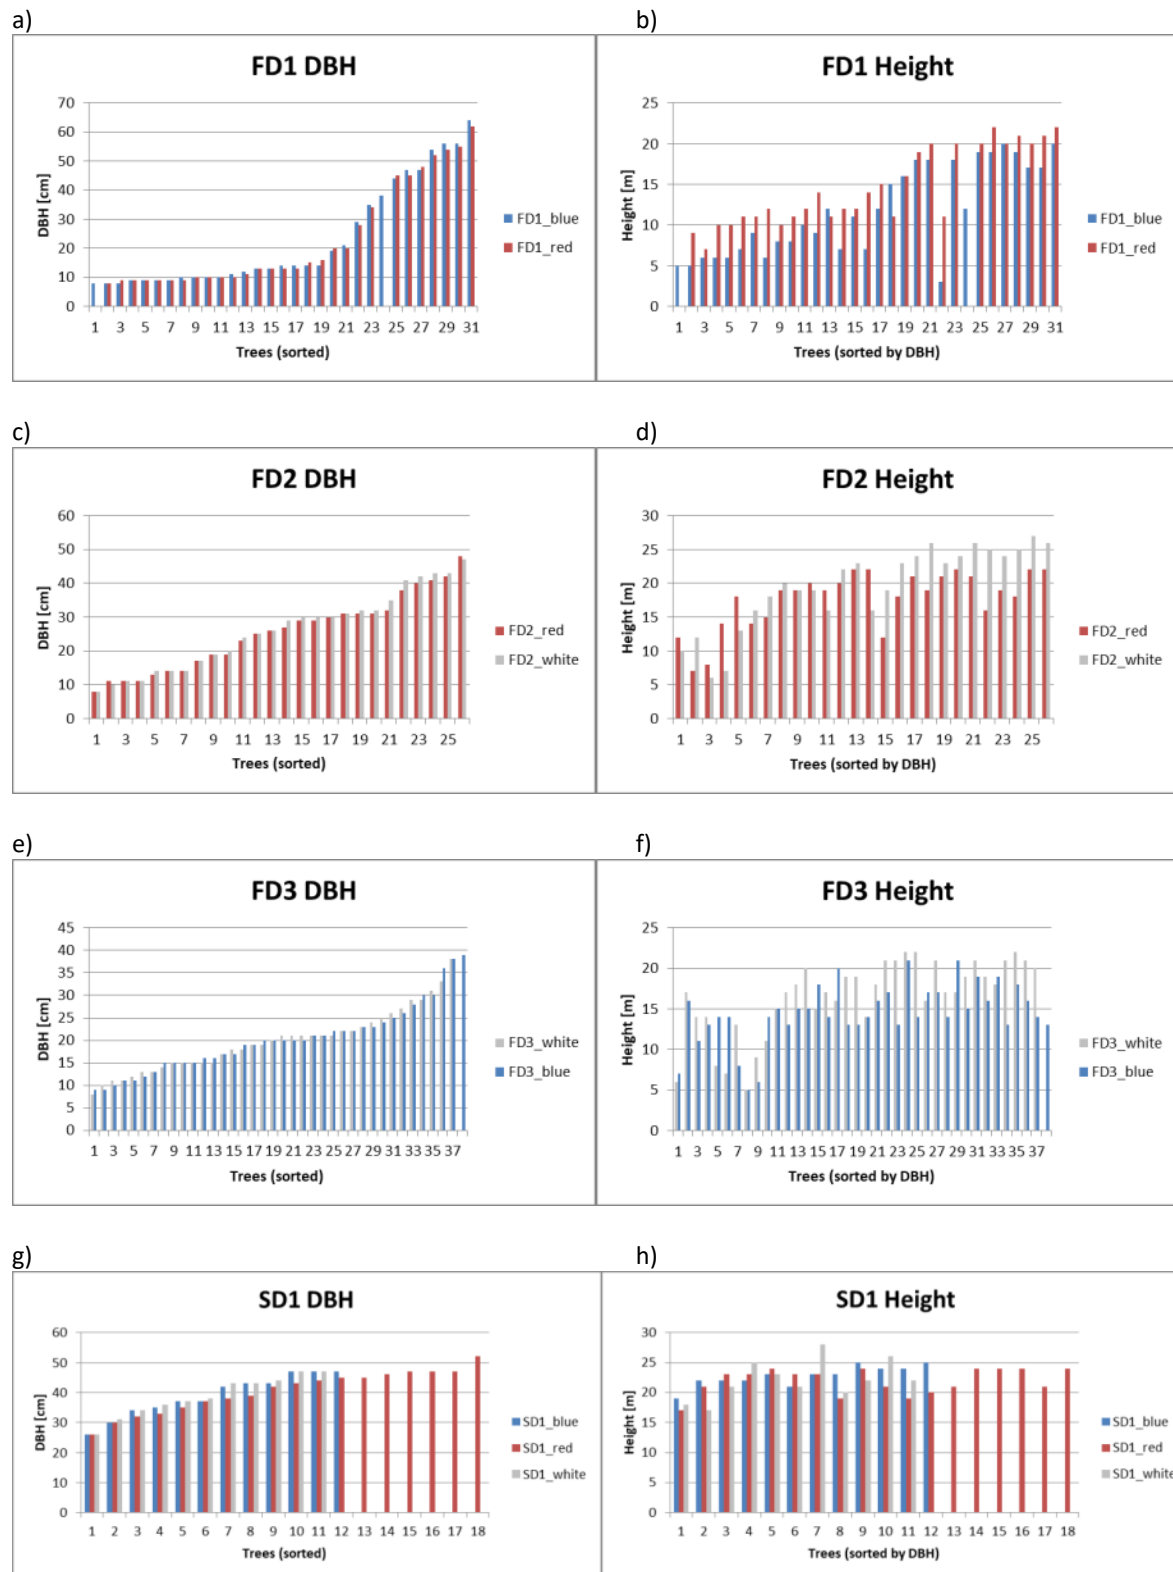 a)
b)
FD1 DBH
DBH [cm]
70
60
50
40
30
20
10
0
1 3 5 7 9 11 13 15 17 19 21 23 25 27 29 31
Trees (sorted)
FD1_blue
FD1_red
FD1 Height
Height [m]
25
20
15
10
5
0
1 3 5 7 9 11 13 15 17 19 21 23 25 27 29 31
Trees (sorted by DBH)
FD1_blue
FD1_red
c)
d)
FD2 DBH
DBH [cm]
60
50
40
30
20
10
0
1 3 5 7 9 11 13 15 17 19 21 23 25
Trees (sorted)
FD2_red
FD2_white
FD2 Height
Height [m]
30
25
20
15
10
5
0
1 3 5 7 9 11 13 15 17 19 21 23 25
Trees (sorted by DBH)
FD2_red
FD2_white
e)
f)
FD3 DBH
DBH [cm]
45
40
35
30
25
20
15
10
5
0
1 3 5 7 9 11 13 15 17 19 21 23 25 27 29 31 33 35 37
Trees (sorted)
FD3_white
FD3_blue
FD3 Height
Height [m]
25
20
15
10
5
0
1 3 5 7 9 11 13 15 17 19 21 23 25 27 29 31 33 35 37
Trees (sorted by DBH)
FD3_white
FD3_blue
g)
h)
SD1 DBH
DBH [cm]
60
50
40
30
20
10
0
1 2 3 4 5 6 7 8 9 10 11 12 13 14 15 16 17 18
Trees (sorted)
SD1_blue
SD1_red
SD1_white
SD1 Height
Height [m]
30
25
20
15
10
5
0
1 2 3 4 5 6 7 8 9 10 11 12 13 14 15 16 17 18
Trees (sorted by DBH)
SD1_blue
SD1_red
SD1_white